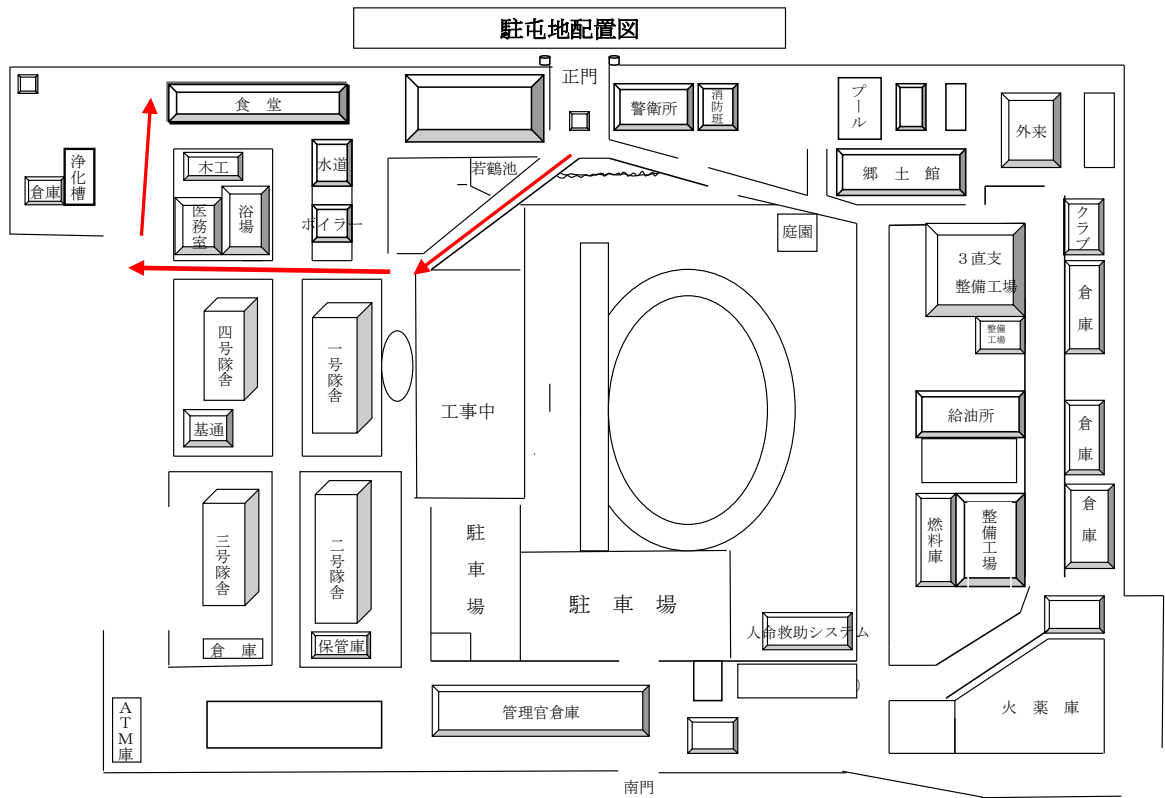 駐屯地配置図
正門
食　堂
警衛所
消防班
プール
外来
浄化槽
倉庫
木工
水道
若鶴池
郷土館
医務室
浴場
ボイラー
庭園
クラブ
３直支
整備工場
倉庫
整備
工場
四号隊舎
一号隊舎
工事中
基通
給油所
倉庫
三号隊舎
二号隊舎
駐車場
燃料庫
整備工場
倉庫
駐　車　場
人命救助システム
倉　庫
保管庫
ＡＴＭ庫
管理官倉庫
火　薬　庫
南門